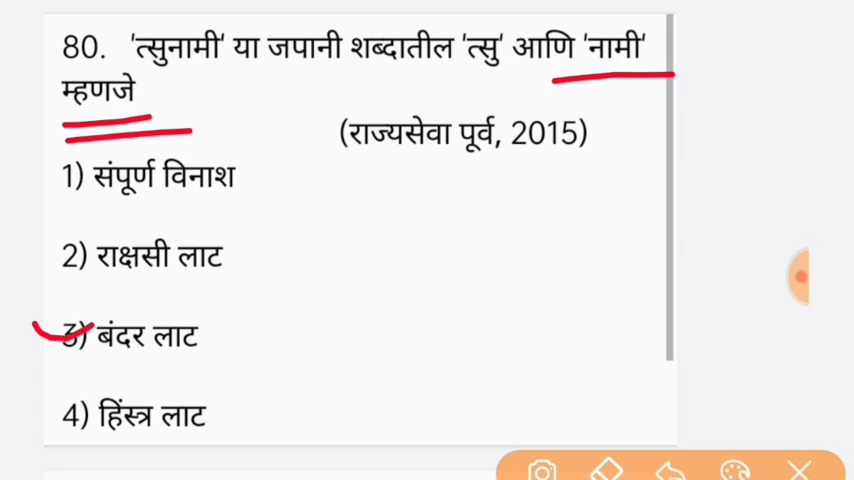 80. 'त्सुनामी' या जपानी शब्दातील 'त्सु' आणि 'नामी'
म्हणजे
(राज्यसेवा पूर्व, 2015)
1) संपूर्ण विनाश
2) राक्षसी लाट
3) बंदर लाट
4) हिंस्त्र लाट